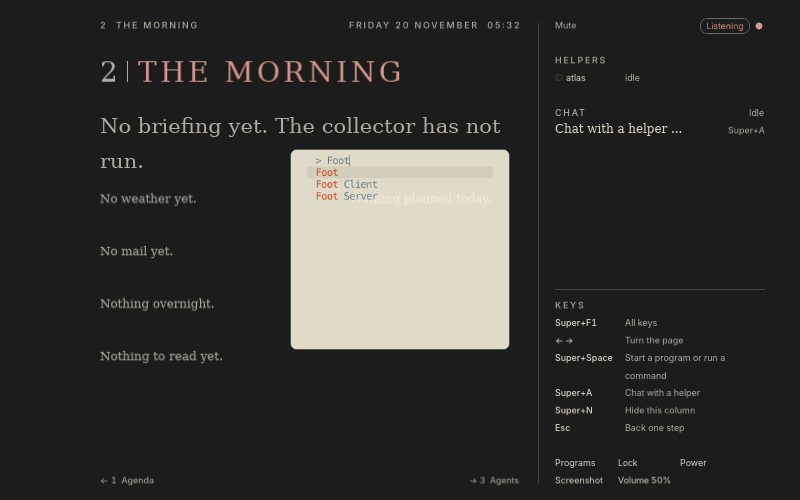 2 THE MORNING
FRIDAY 20 NOVEMBER 05:32
2 THE MORNING
No briefing yet. The collector has not
run.
No weather yet.
planned today.
No mail yet.
Nothing overnight.
Nothing to read yet.
← 1 Agenda
→ 3 Agents
> Foot
Foot
Foot Client
Foot Server
Mute
Listening
HELPERS
atlas idle
CHAT Idle
Chat with a helper ... Super+A
KEYS
Super+F1 All keys
← → Turn the page
Super+Space Start a program or run a
command
Super+A Chat with a helper
Super+N Hide this column
Esc Back one step
Programs Lock Power
Screenshot Volume 50%